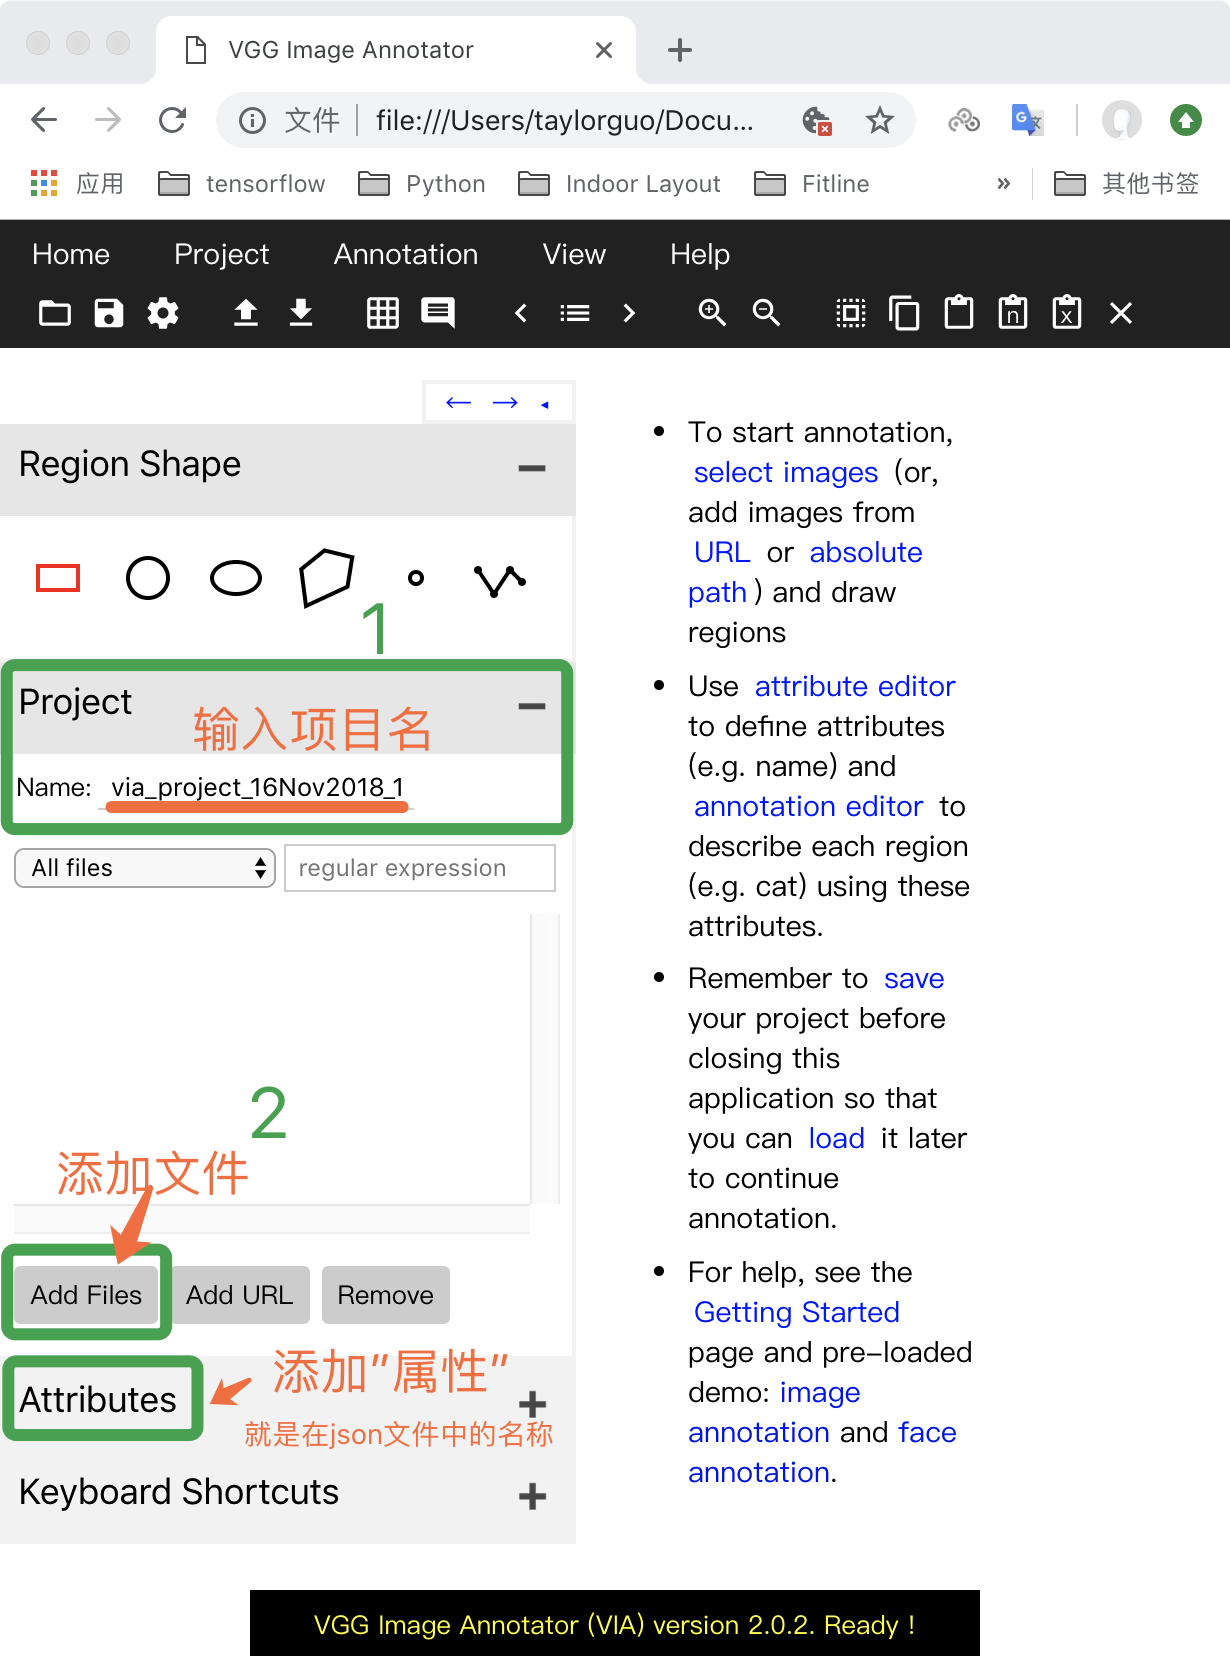 VGG Image Annotator
文件 file:///Users/taylorguo/Docu...
应用 tensorflow Python Indoor Layout Fitline » 其他书签
Home Project Annotation View Help
n x
Region Shape
1
Project
输入项目名
Name: via_project_16Nov2018_1
All files regular expression
2
添加文件
Add Files Add URL Remove
添加"属性"
Attributes
就是在json文件中的名称
Keyboard Shortcuts
To start annotation,
select images (or,
add images from
URL or absolute
path ) and draw
regions
Use attribute editor
to define attributes
(e.g. name) and
annotation editor to
describe each region
(e.g. cat) using these
attributes.
Remember to save
your project before
closing this
application so that
you can load it later
to continue
annotation.
For help, see the
Getting Started
page and pre-loaded
demo: image
annotation and face
annotation.
VGG Image Annotator (VIA) version 2.0.2. Ready !